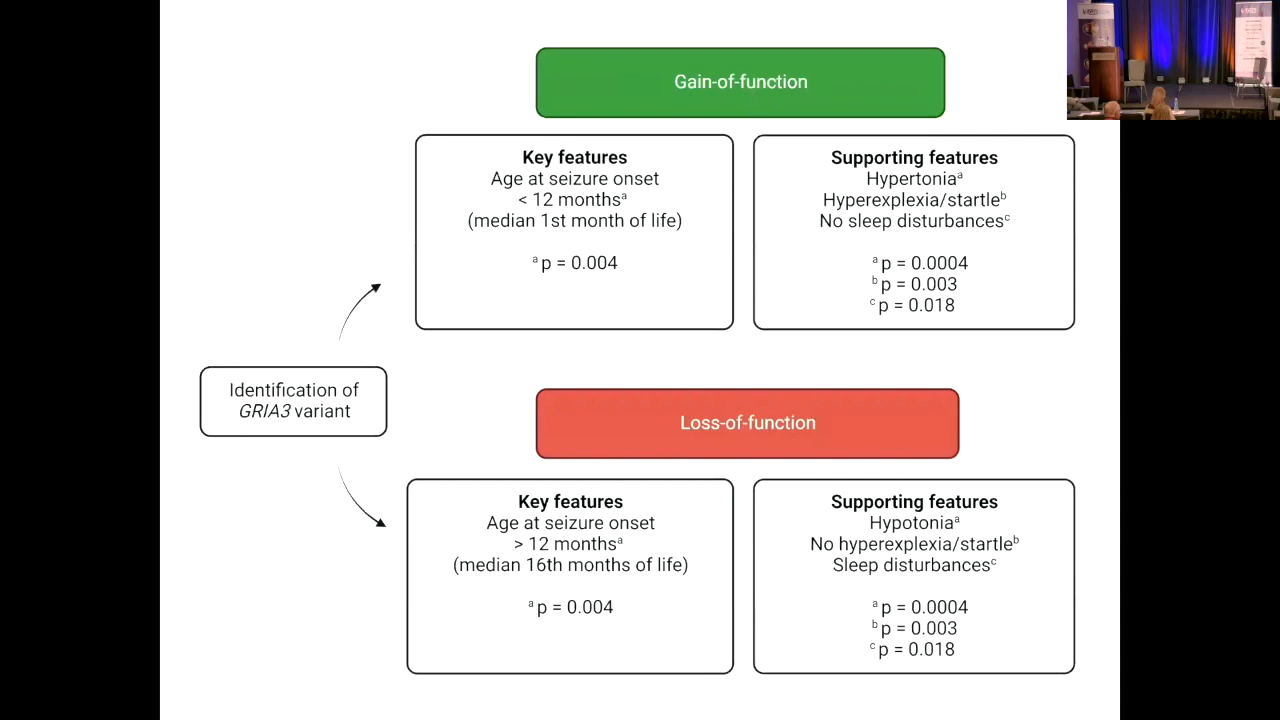 Gain-of-function
Key features
Age at seizure onset
< 12 monthsᵃ
(median 1st month of life)
ᵃ p = 0.004
Supporting features
Hypertoniaᵃ
Hyperexplexia/startleᵇ
No sleep disturbancesᶜ
ᵃ p = 0.0004
ᵇ p = 0.003
ᶜ p = 0.018
Identification of
GRIA3 variant
Loss-of-function
Key features
Age at seizure onset
> 12 monthsᵃ
(median 16th months of life)
ᵃ p = 0.004
Supporting features
Hypotoniaᵃ
No hyperexplexia/startleᵇ
Sleep disturbancesᶜ
ᵃ p = 0.0004
ᵇ p = 0.003
ᶜ p = 0.018